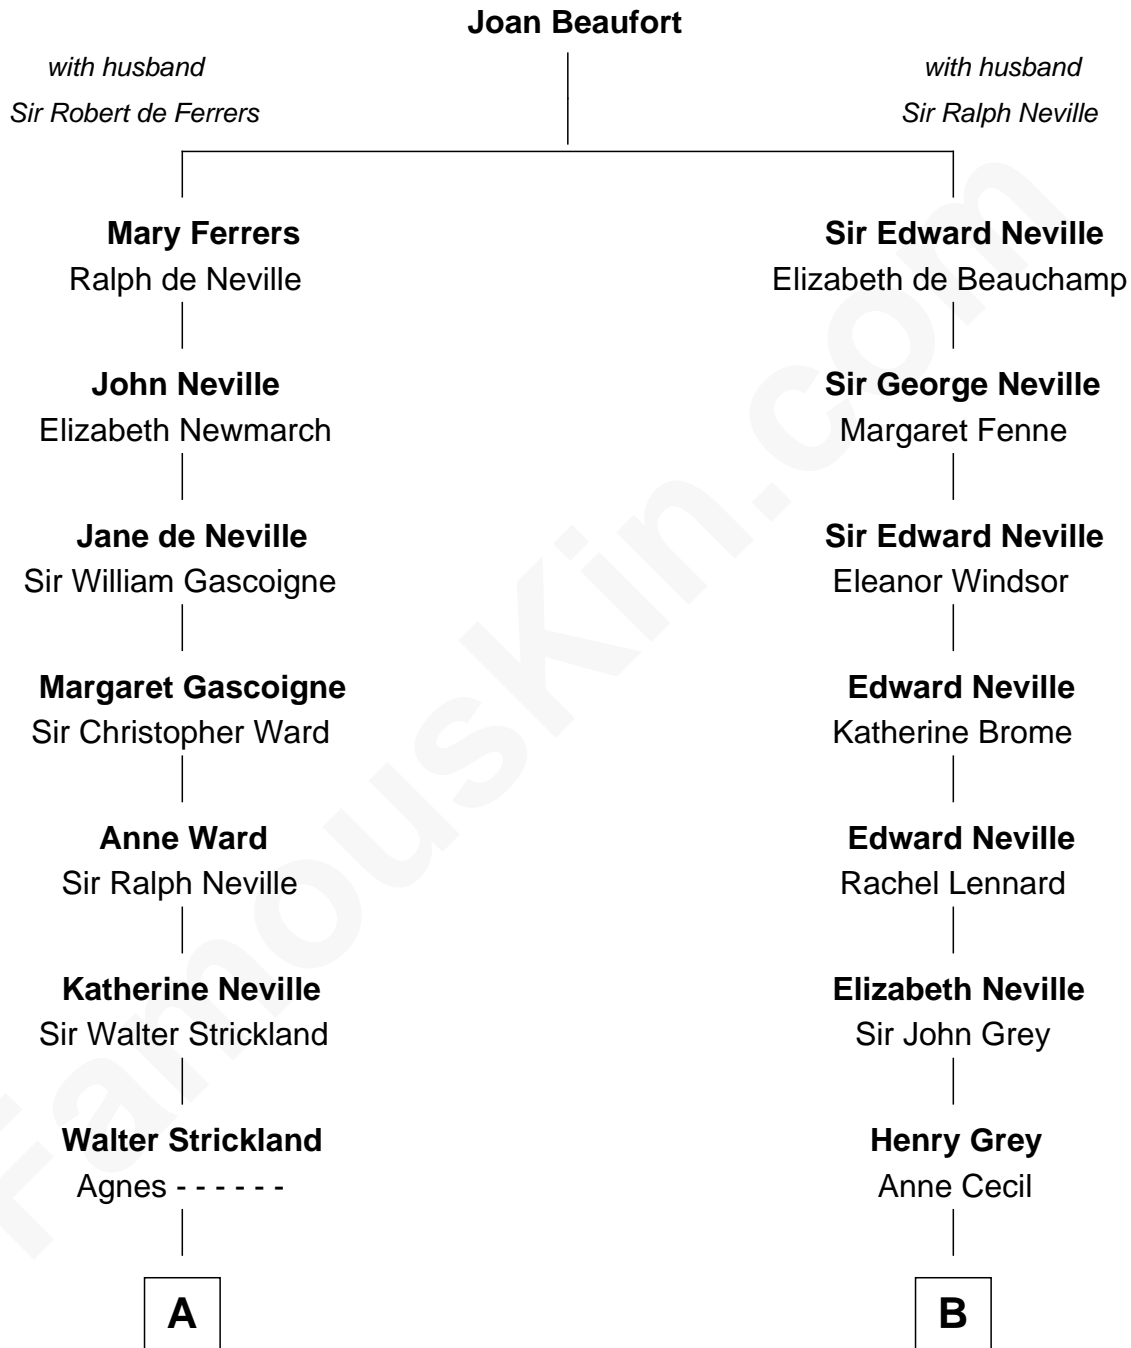 Joan Beaufort
with husband
Sir Robert de Ferrers
with husband
Sir Ralph Neville
Mary Ferrers
Ralph de Neville
John Neville
Elizabeth Newmarch
Jane de Neville
Sir William Gascoigne
Margaret Gascoigne
Sir Christopher Ward
Anne Ward
Sir Ralph Neville
Katherine Neville
Sir Walter Strickland
Walter Strickland
Agnes - - - - - -
A
Sir Edward Neville
Elizabeth de Beauchamp
Sir George Neville
Margaret Fenne
Sir Edward Neville
Eleanor Windsor
Edward Neville
Katherine Brome
Edward Neville
Rachel Lennard
Elizabeth Neville
Sir John Grey
Henry Grey
Anne Cecil
B
FamousKin.com